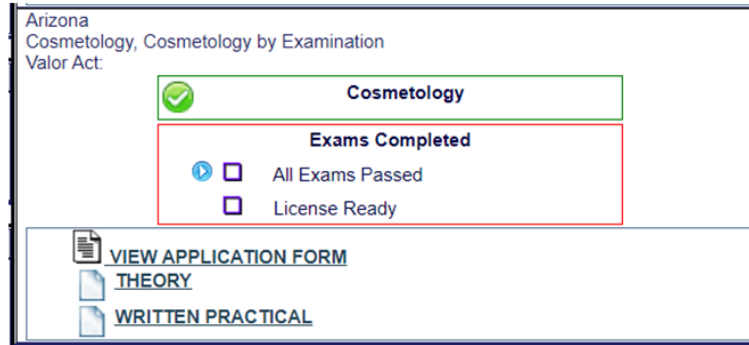 Arizona
Cosmetology, Cosmetology by Examination
Valor Act:
Cosmetology
Exams Completed
All Exams Passed
License Ready
VIEW APPLICATION FORM
THEORY
WRITTEN PRACTICAL